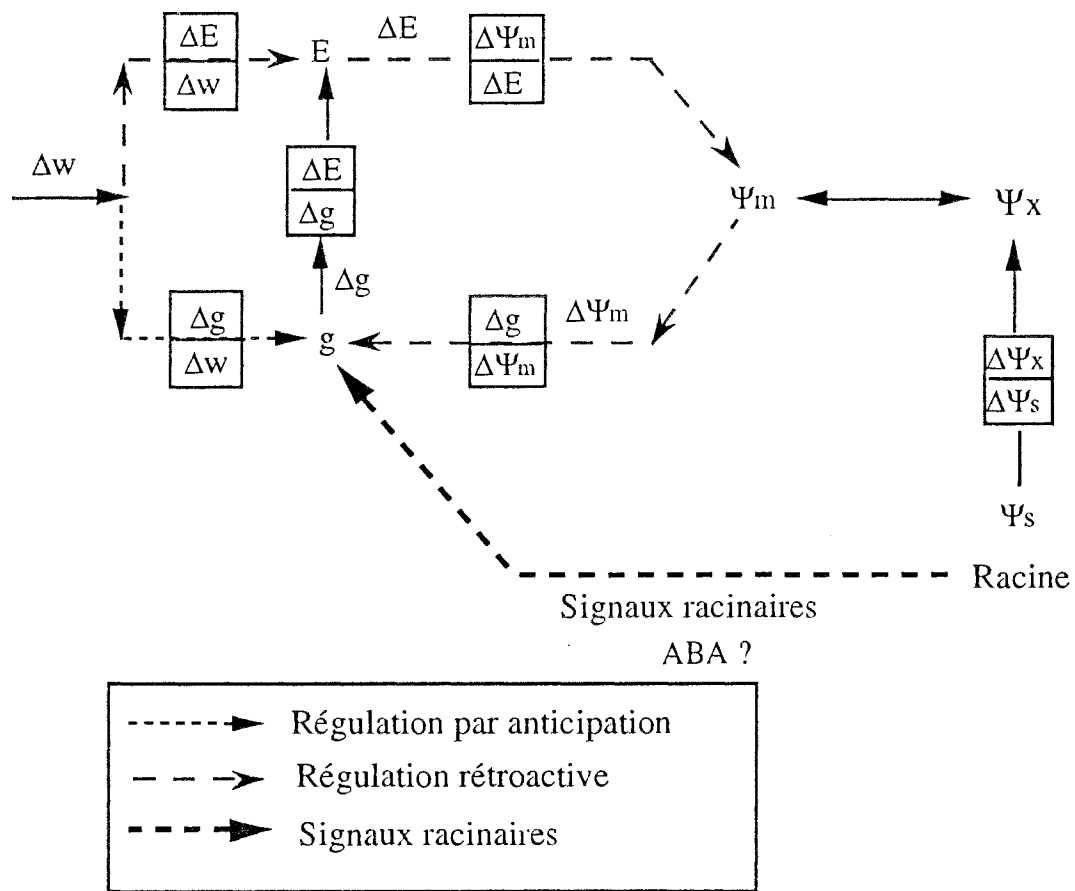 ΔE
ΔE
Δw
E
ΔΨm
ΔE
Δw
ΔE
Δg
Ψm
Ψx
Δg
Δg
Δw
g
Δg
ΔΨm
ΔΨm
ΔΨx
ΔΨs
Ψs
Racine
Signaux racinaires
ABA ?
Régulation par anticipation
Régulation rétroactive
Signaux racinaires